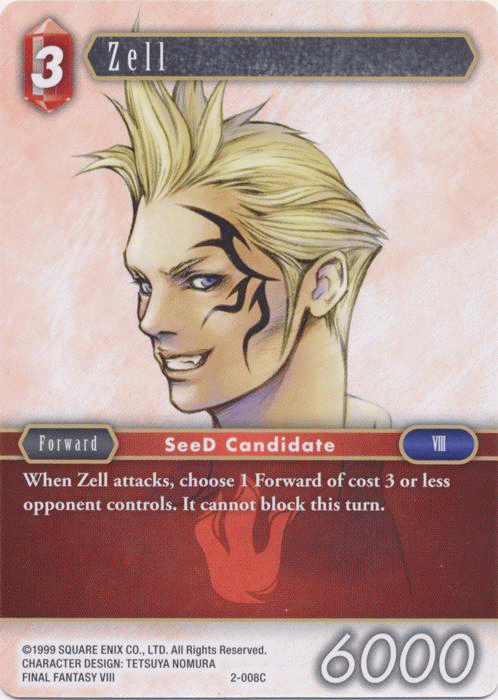 3
Zell
Forward
SeeD Candidate
VIII
When Zell attacks, choose 1 Forward of cost 3 or less
opponent controls. It cannot block this turn.
©1999 SQUARE ENIX CO., LTD. All Rights Reserved.
CHARACTER DESIGN: TETSUYA NOMURA
FINAL FANTASY VIII
2-008C
6000